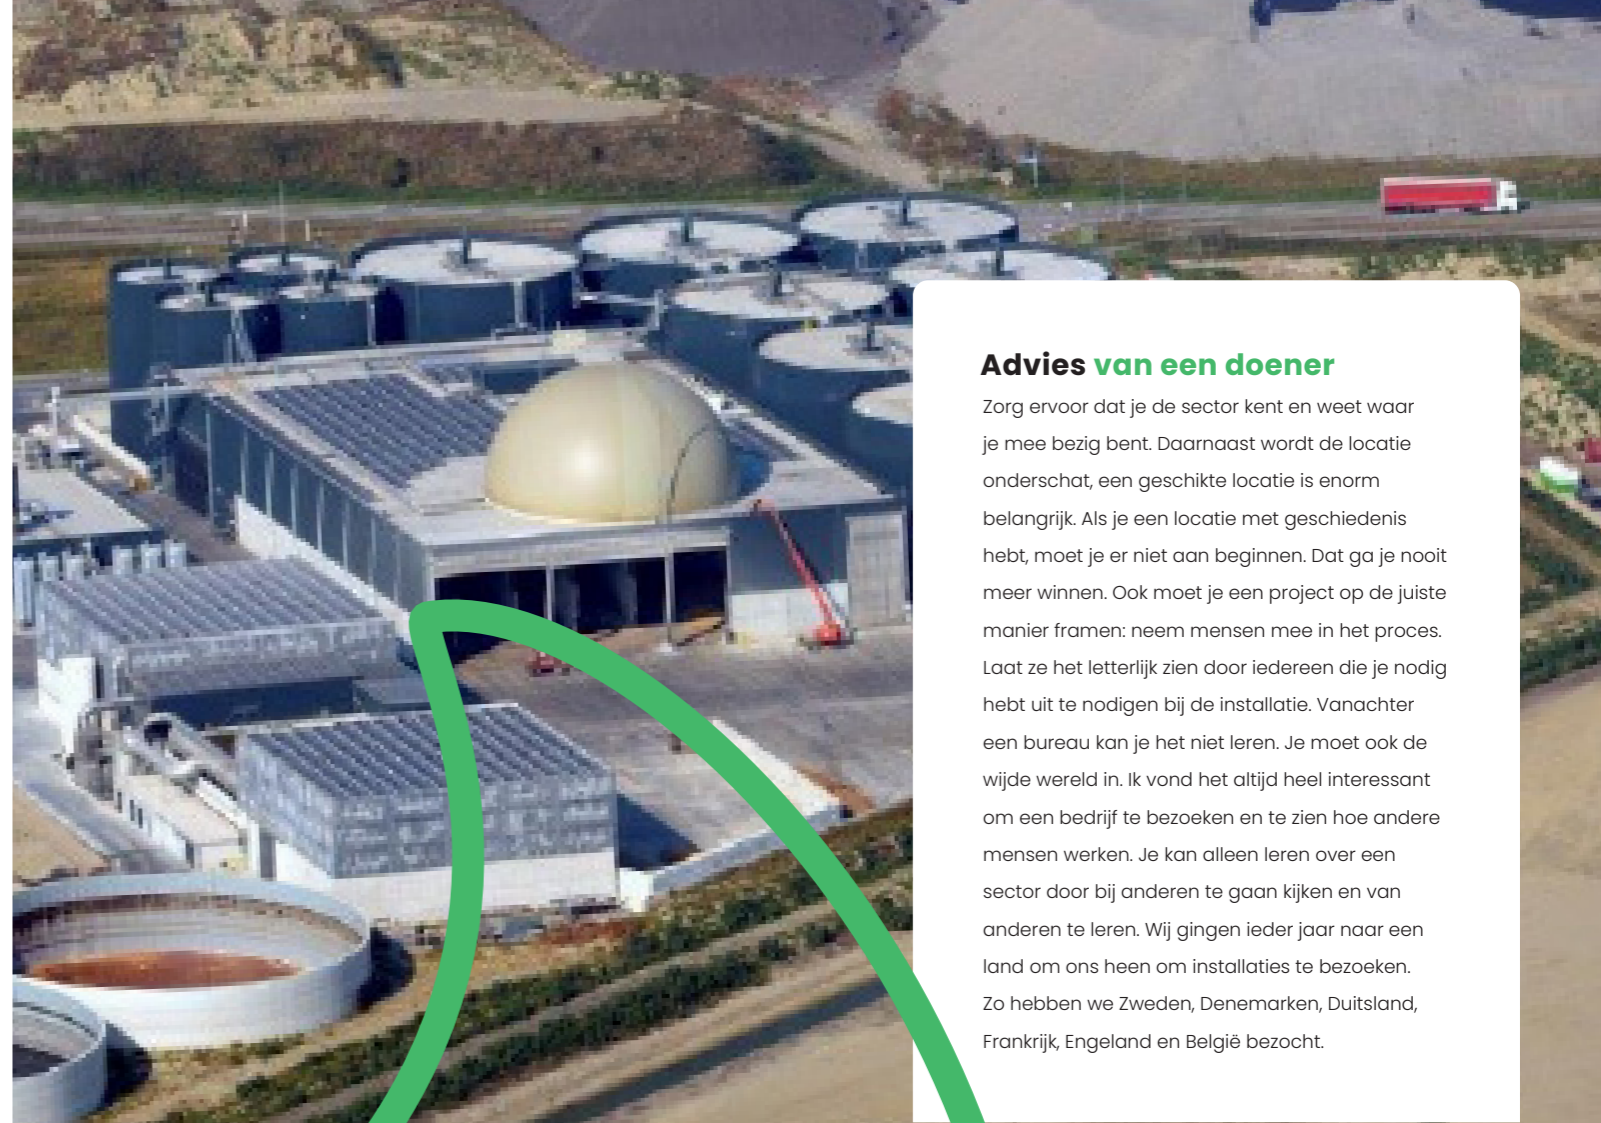 Advies van een doener
Zorg ervoor dat je de sector kent en weet waar
je mee bezig bent. Daarnaast wordt de locatie
onderschat, een geschikte locatie is enorm
belangrijk. Als je een locatie met geschiedenis
hebt, moet je er niet aan beginnen. Dat ga je nooit
meer winnen. Ook moet je een project op de juiste
manier framen: neem mensen mee in het proces.
Laat ze het letterlijk zien door iedereen die je nodig
hebt uit te nodigen bij de installatie. Vanachter
een bureau kan je het niet leren. Je moet ook de
wijde wereld in. Ik vond het altijd heel interessant
om een bedrijf te bezoeken en te zien hoe andere
mensen werken. Je kan alleen leren over een
sector door bij anderen te gaan kijken en van
anderen te leren. Wij gingen ieder jaar naar een
land om ons heen om installaties te bezoeken.
Zo hebben we Zweden, Denemarken, Duitsland,
Frankrijk, Engeland en België bezocht.